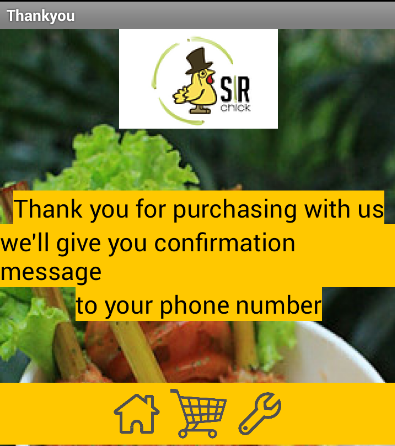 Thankyou
SIR
chick
Thank you for purchasing with us
we'll give you confirmation
message
to your phone number